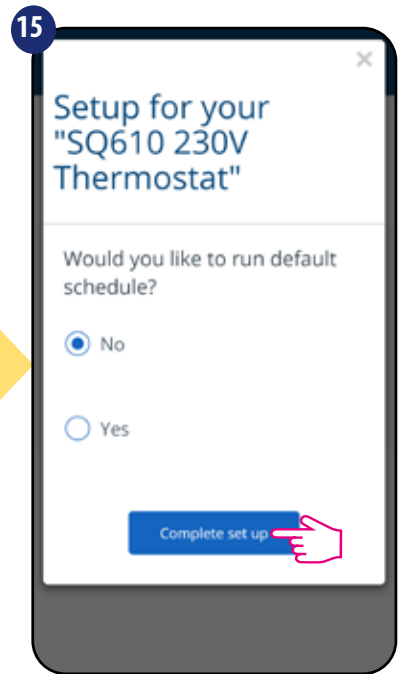 15
×
Setup for your
"SQ610 230V
Thermostat"
Would you like to run default
schedule?
No
Yes
Complete set up